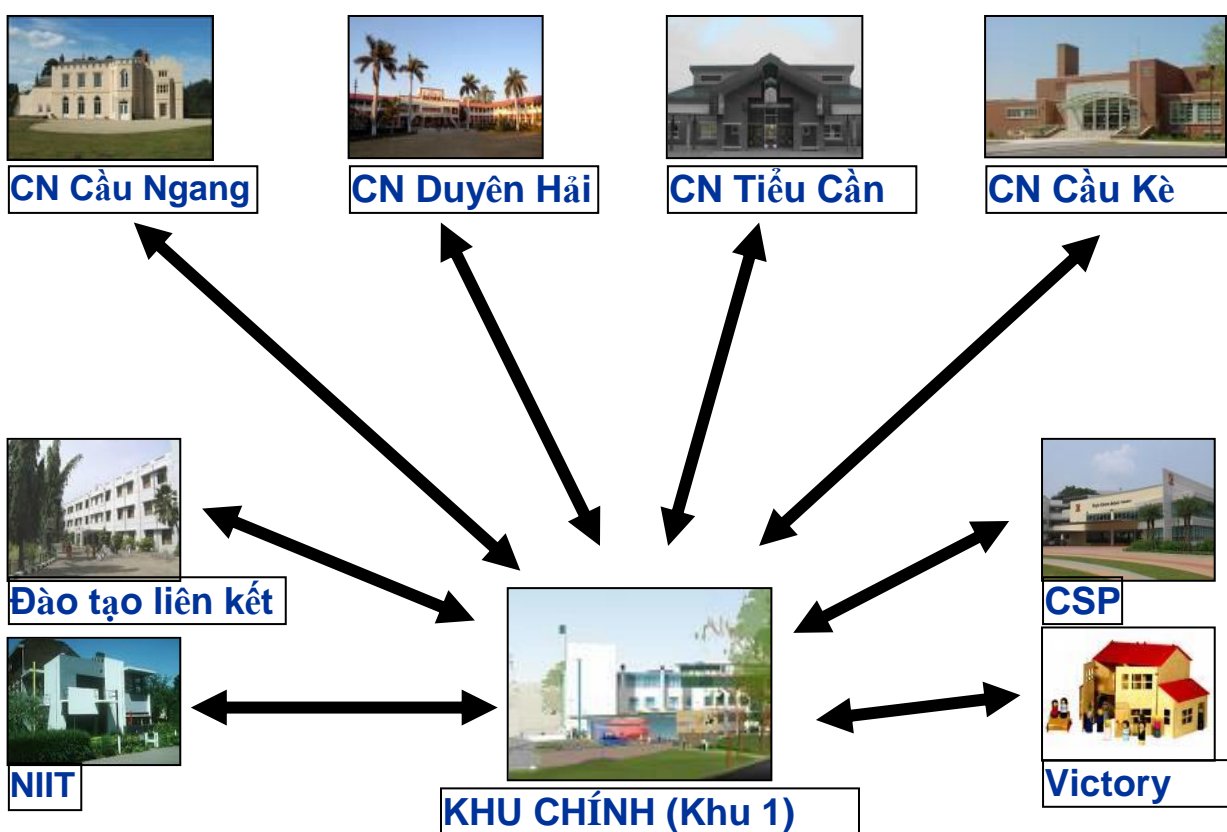 CN Cầu Ngang
CN Duyên Hải
CN Tiểu Cần
CN Cầu Kè
Đào tạo liên kết
CSP
NIIT
Victory
KHU CHÍNH (Khu 1)